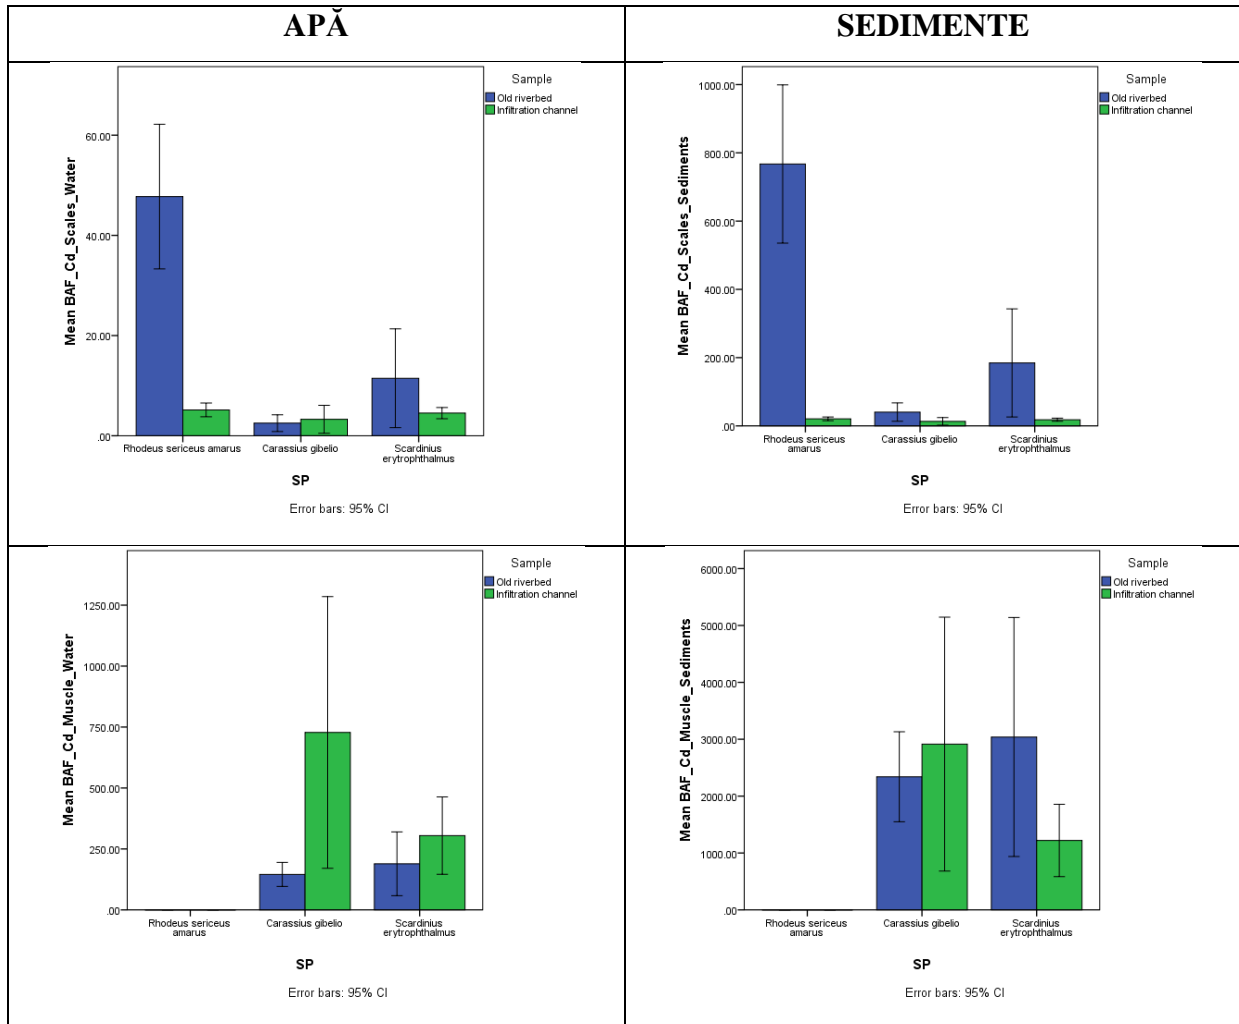 APĂ
SEDIMENTE
Sample
Old riverbed
Infiltration channel
Mean BAF_Cd_Scales_Water
60.00
40.00
20.00
.00
Rhodeus sericeus amarus
Carassius gibelio
Scardinius
erytrophthalmus
SP
Error bars: 95% CI
Sample
Old riverbed
Infiltration channel
Mean BAF_Cd_Scales_Sediments
1000.00
800.00
600.00
400.00
200.00
.00
Rhodeus sericeus
amarus
Carassius gibelio
Scardinius
erytrophthalmus
SP
Error bars: 95% CI
Sample
Old riverbed
Infiltration channel
Mean BAF_Cd_Muscle_Water
1250.00
1000.00
750.00
500.00
250.00
.00
Rhodeus sericeus
amarus
Carassius gibelio
Scardinius
erytrophthalmus
SP
Error bars: 95% CI
Sample
Old riverbed
Infiltration channel
Mean BAF_Cd_Muscle_Sediments
6000.00
5000.00
4000.00
3000.00
2000.00
1000.00
.00
Rhodeus sericeus
amarus
Carassius gibelio
Scardinius
erytrophthalmus
SP
Error bars: 95% CI